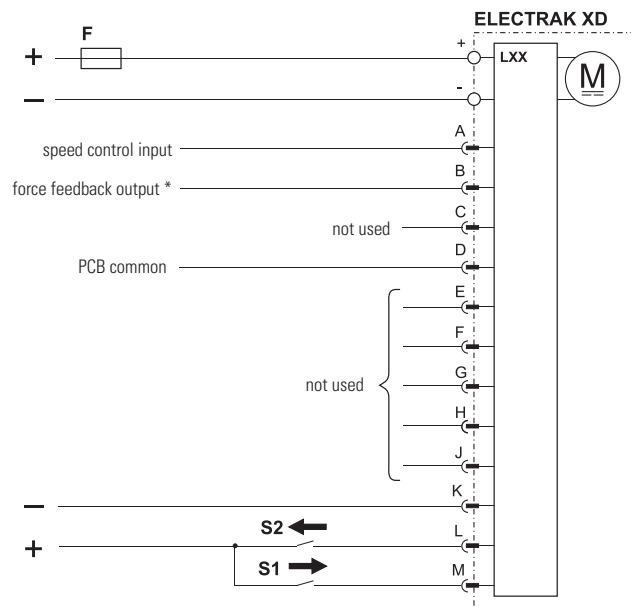 ELECTRAK XD
F
+
+
LXX
M
–
-
A
speed control input
B
force feedback output *
C
not used
D
PCB common
E
F
G
not used
H
J
K
–
S2
L
+
S1
M